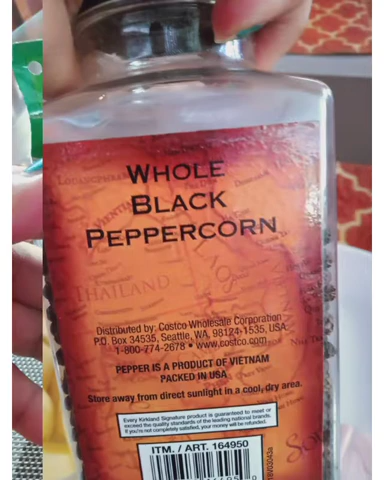 WHOLE
BLACK
PEPPERCORN
THAILAND
LAOS
Distributed by: Costco Wholesale Corporation
P.O. Box 34535, Seattle, WA, 98124-1535, USA
1-800-774-2678 • www.costco.com
PEPPER IS A PRODUCT OF VIETNAM
PACKED IN USA
Store away from direct sunlight in a cool, dry area.
Every Kirkland Signature product is guaranteed to meet or
exceed the quality standards of the leading national brands.
If you're not completely satisfied, your money will be refunded.
ITM. / ART. 164950